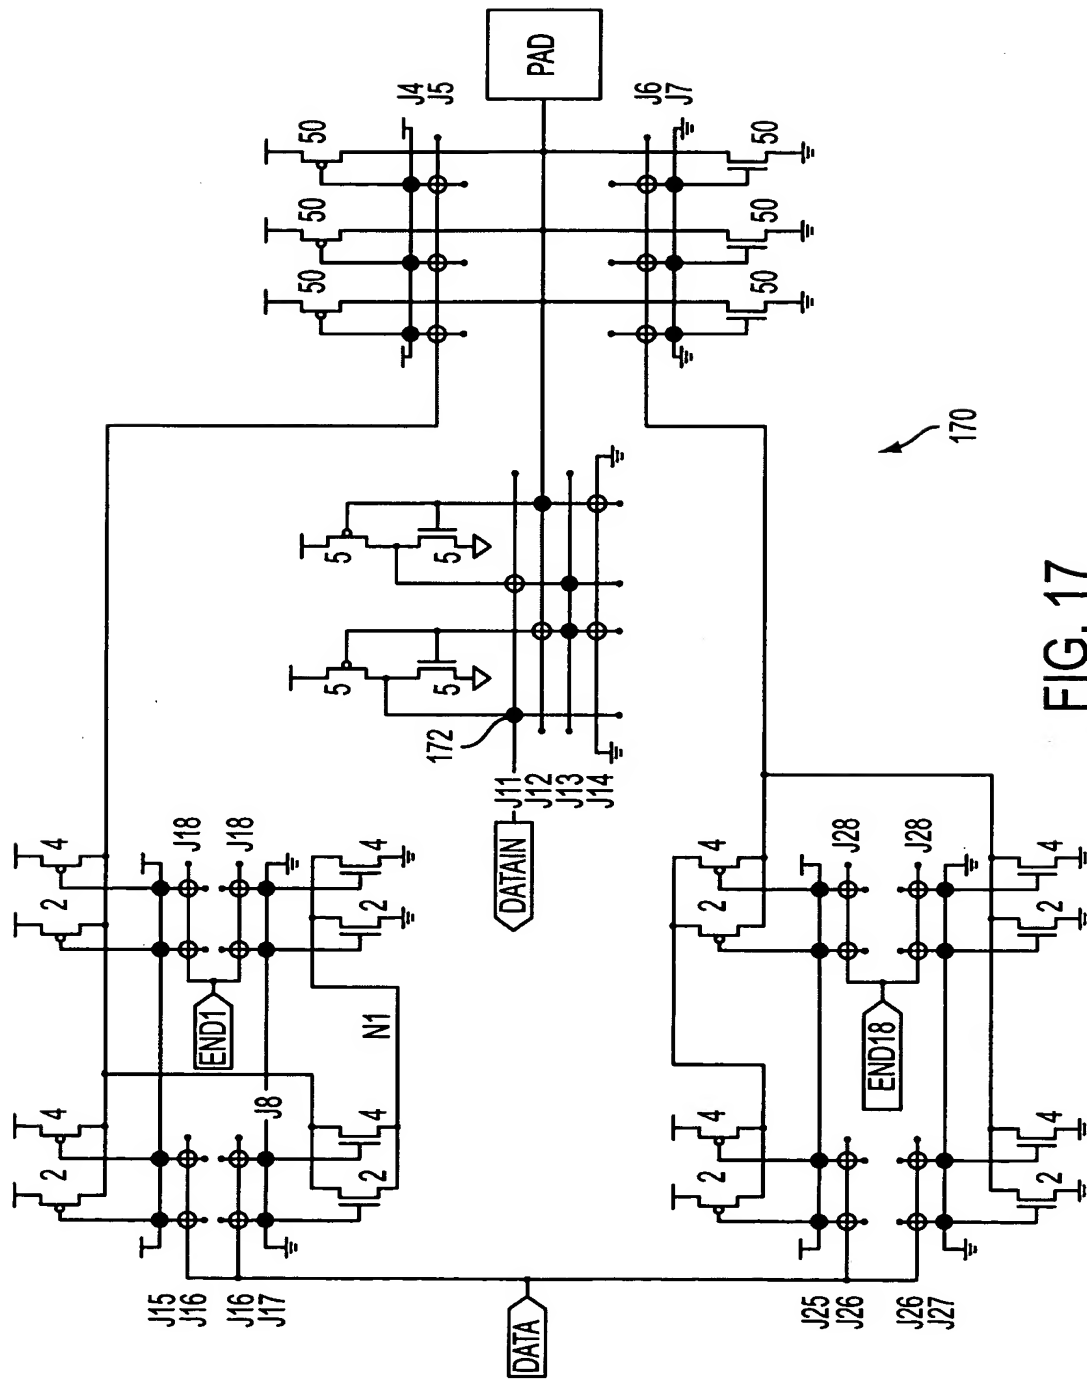 2 4 2 4
J15
J16 J18
END1
J16 J18
J17 J8
50 50 50
5 5
2 4 N1 2 4
J4
J5
5 5
172
DATA DATAIN J11 PAD
J12
J13
J14
J6
J7
2 4 2 4
50 50 50
J25
J26 J28
END18
J26 J28
J27
170
2 4 2 4
FIG. 17